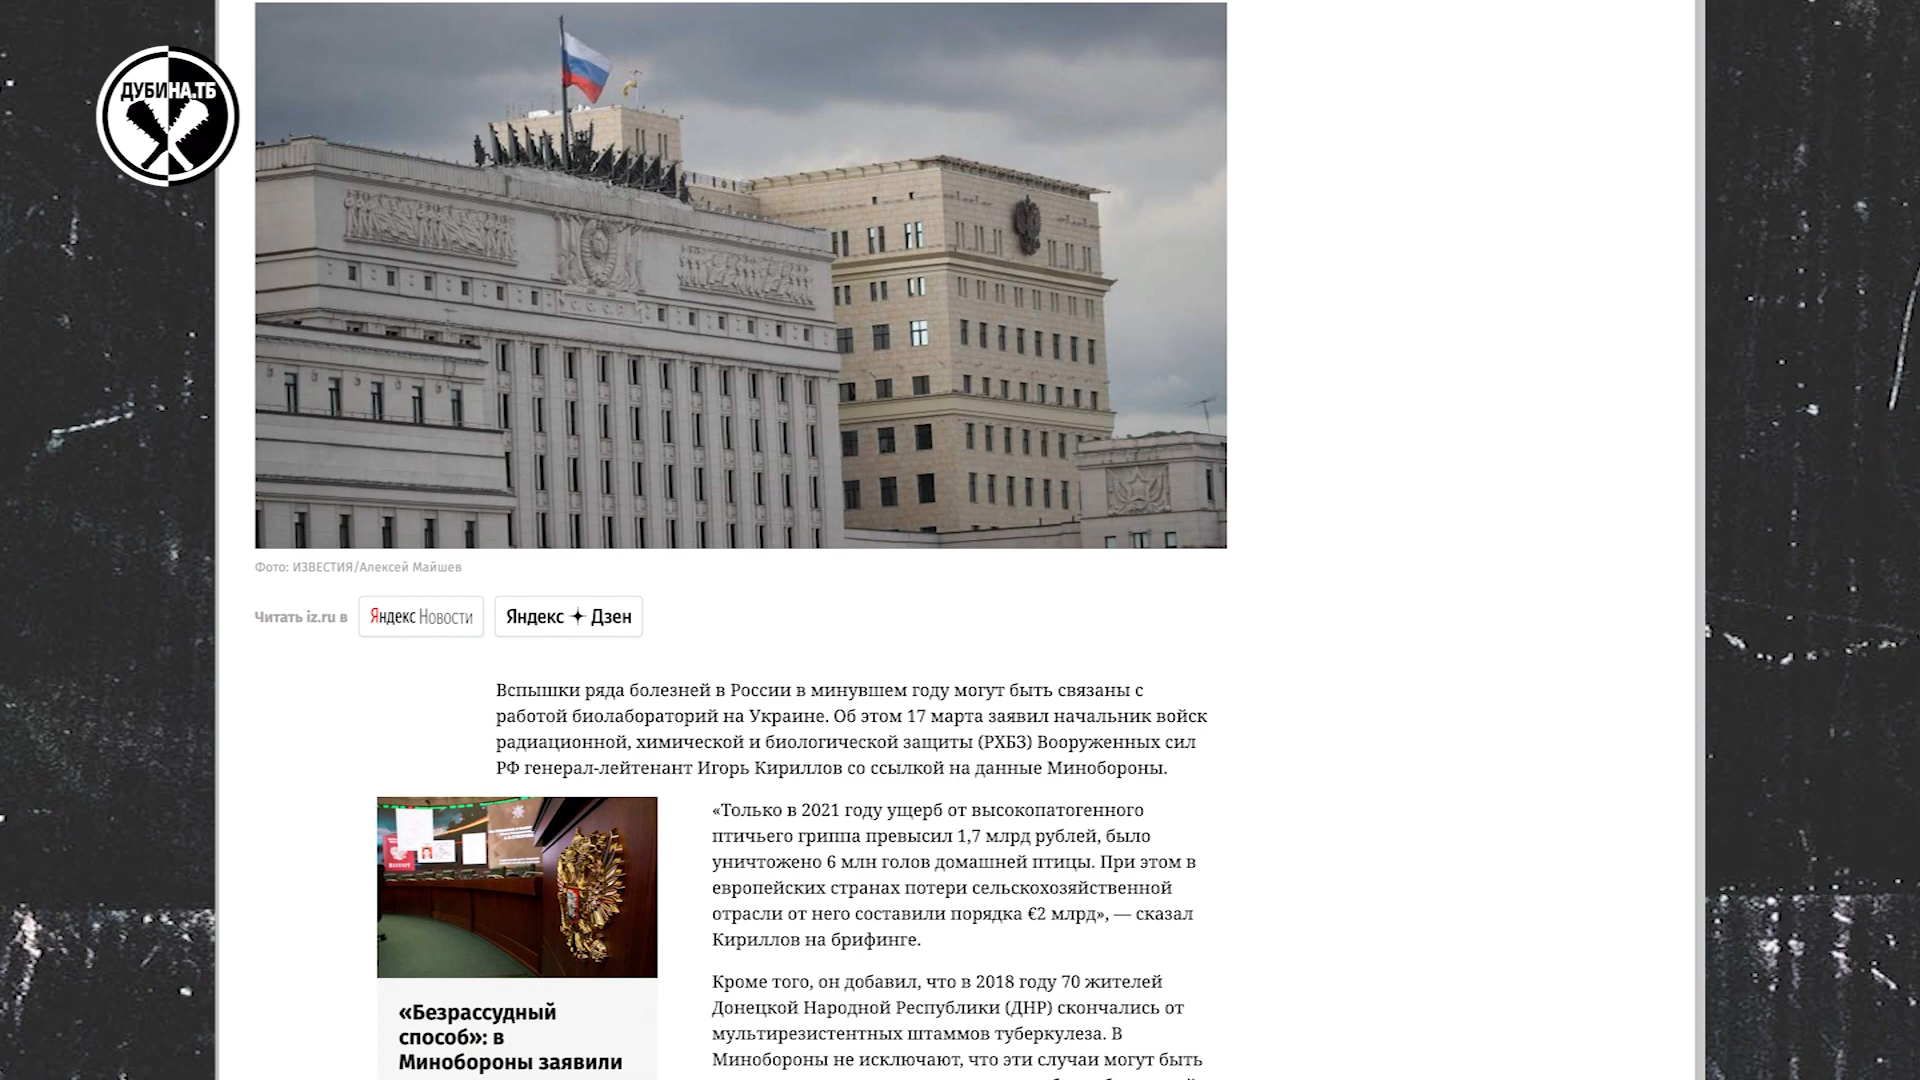 ДУБИНА.ТБ
СССР
Фото: ИЗВЕСТИЯ/Алексей Майшев
Читать iz.ru в
Яндекс Новости
Яндекс Дзен
Вспышки ряда болезней в России в минувшем году могут быть связаны с
работой биолабораторий на Украине. Об этом 17 марта заявил начальник войск
радиационной, химической и биологической защиты (РХБЗ) Вооруженных сил
РФ генерал-лейтенант Игорь Кириллов со ссылкой на данные Минобороны.
«Только в 2021 году ущерб от высокопатогенного
птичьего гриппа превысил 1,7 млрд рублей, было
уничтожено 6 млн голов домашней птицы. При этом в
европейских странах потери сельскохозяйственной
отрасли от него составили порядка €2 млрд», — сказал
Кириллов на брифинге.
Кроме того, он добавил, что в 2018 году 70 жителей
Донецкой Народной Республики (ДНР) скончались от
мультирезистентных штаммов туберкулеза. В
Минобороны не исключают, что эти случаи могут быть
«Безрассудный
способ»: в
Минобороны заявили